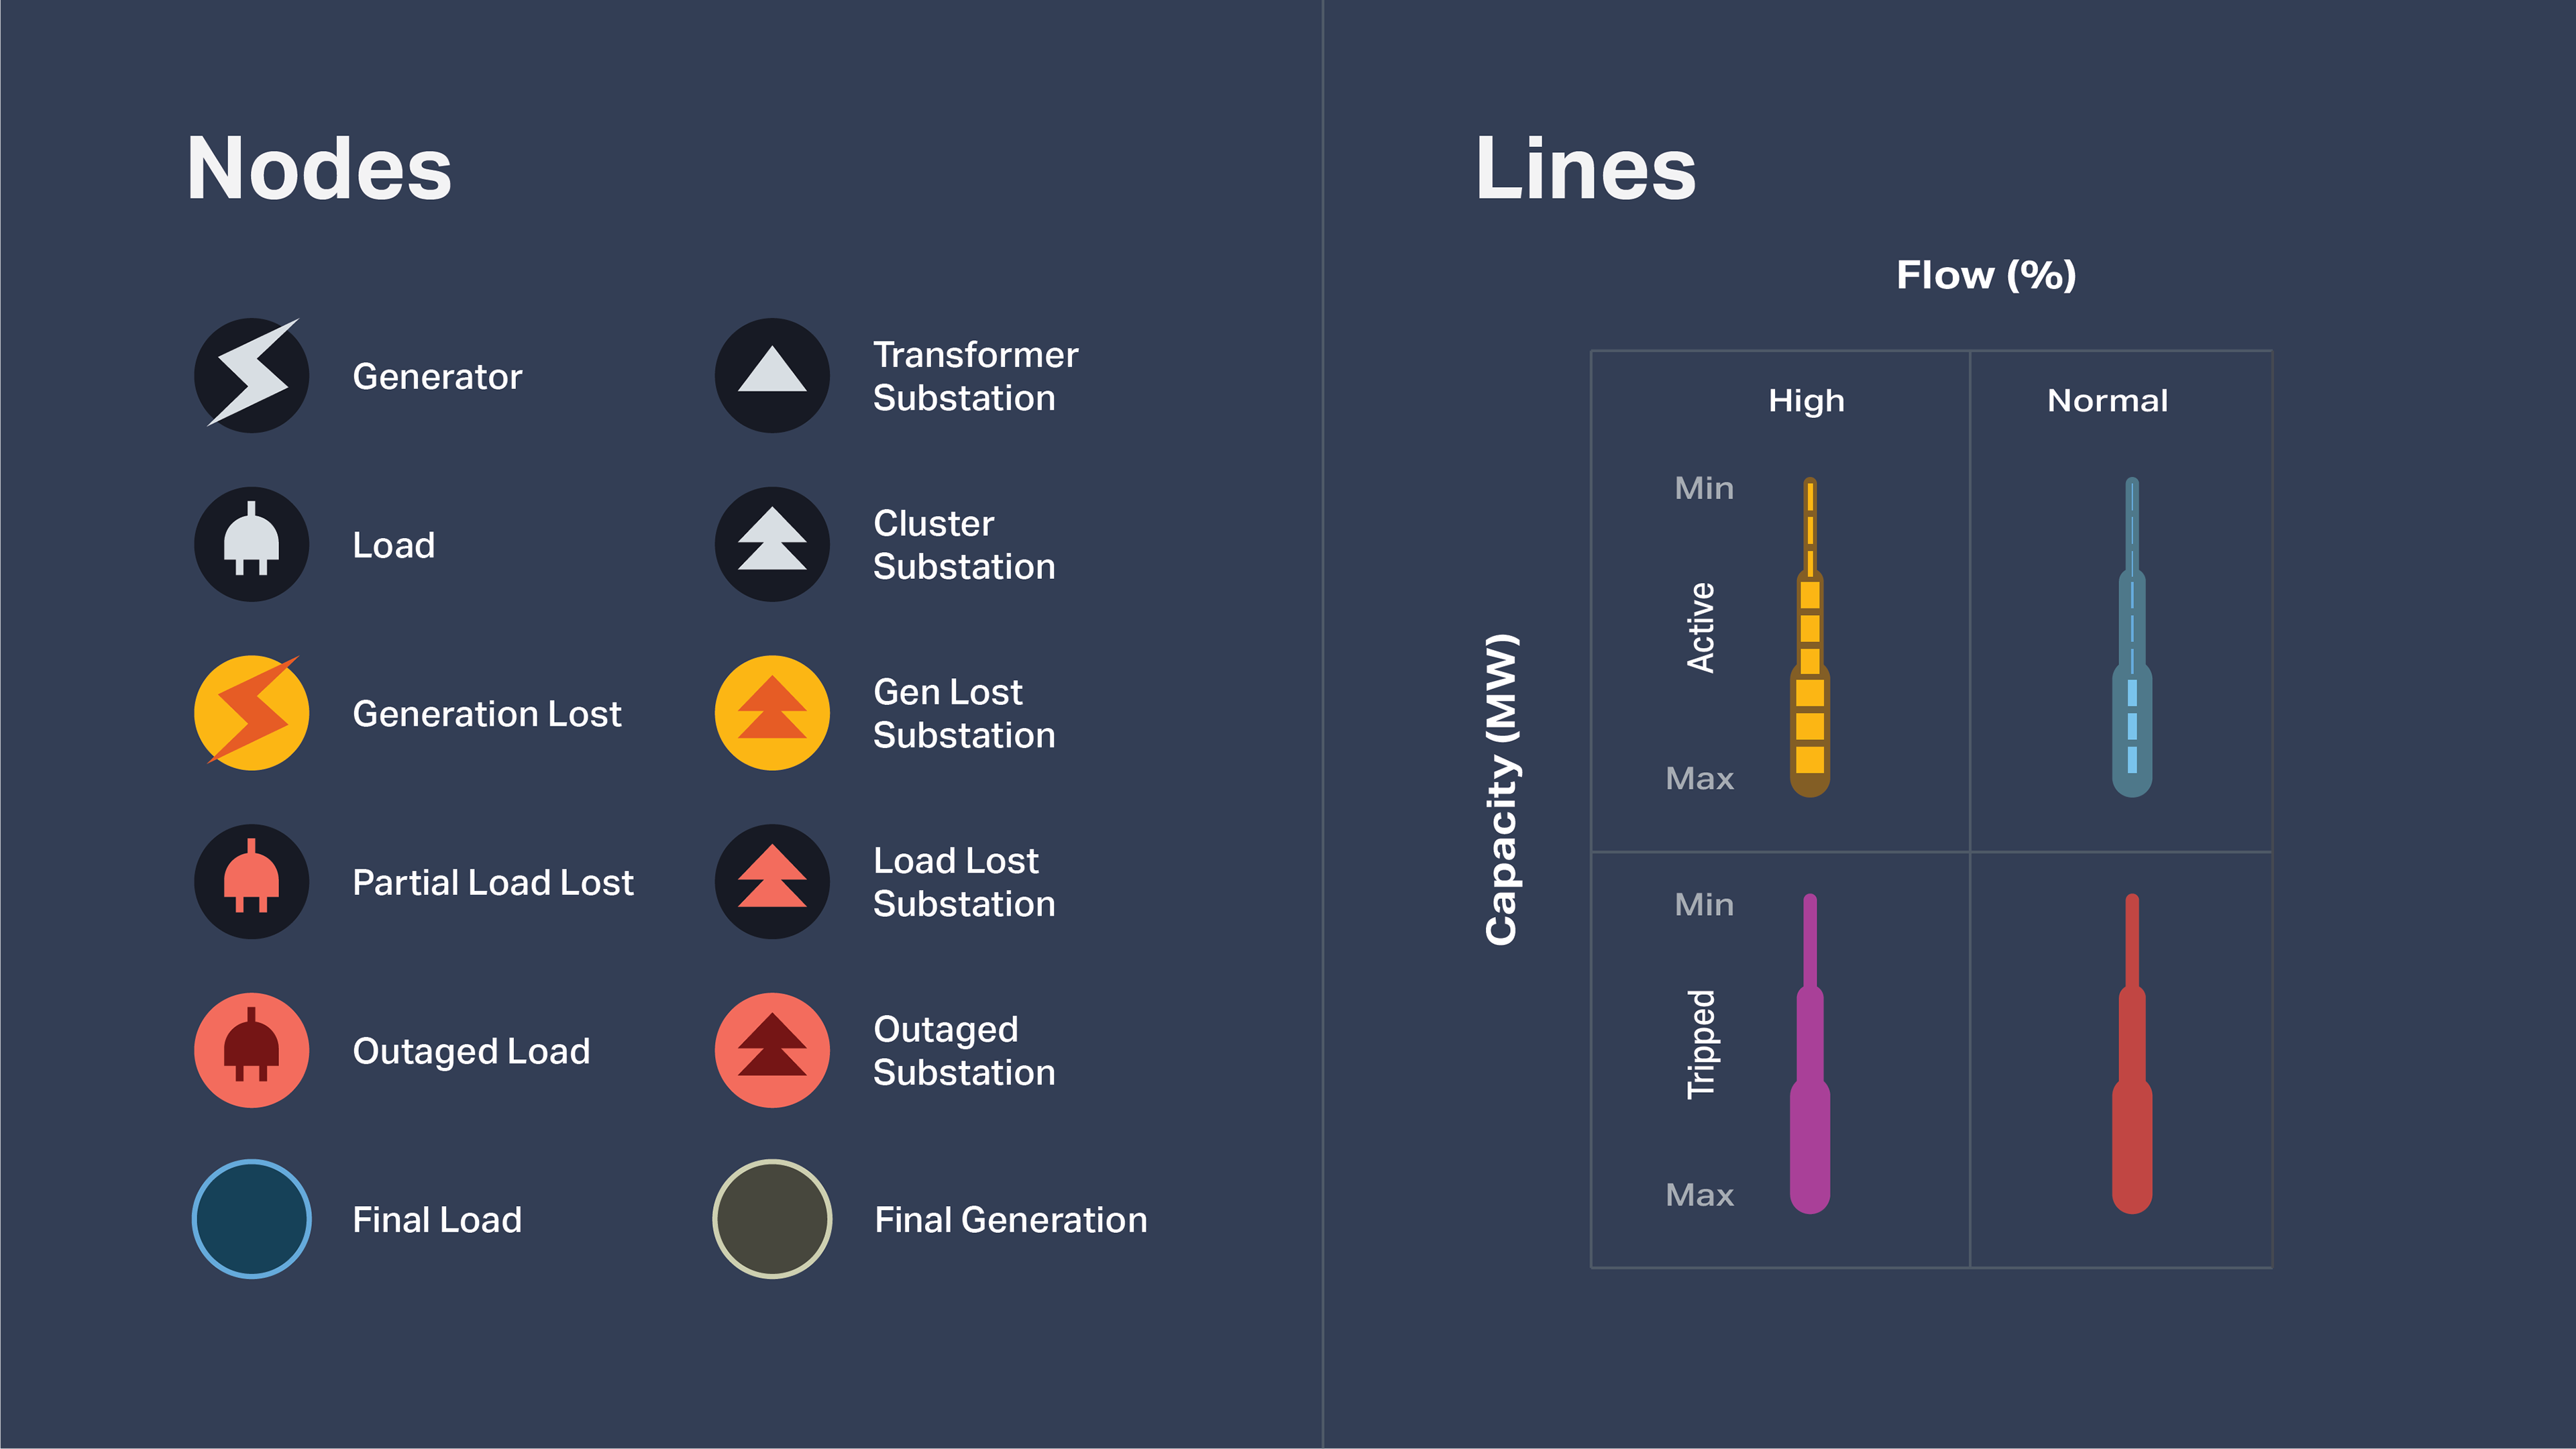 Nodes
Generator
Load
Generation Lost
Partial Load Lost
Outaged Load
Final Load
Transformer
Substation
Cluster
Substation
Gen Lost
Substation
Load Lost
Substation
Outaged
Substation
Final Generation
Lines
Flow (%)
High
Normal
Capacity (MW)
Min
Active
Max
Min
Tripped
Max